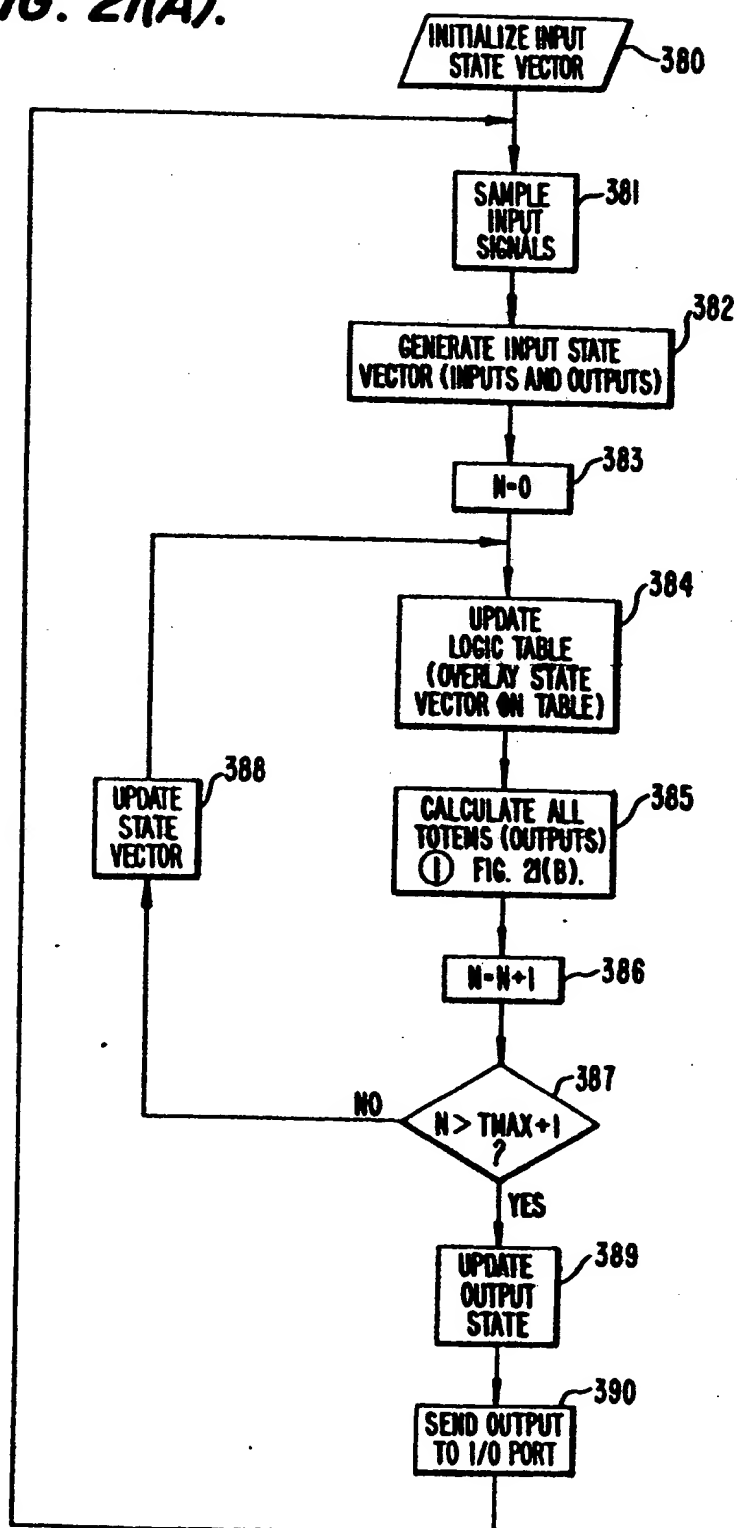 IG. 21(A).
INITIALIZE INPUT
STATE VECTOR
380
SAMPLE
INPUT
SIGNALS
381
382
GENERATE INPUT STATE
VECTOR (INPUTS AND OUTPUTS)
383
N=0
384
UPDATE
LOGIC TABLE
(OVERLAY STATE
VECTOR ON TABLE)
388
UPDATE
STATE
VECTOR
385
CALCULATE ALL
TOTEMS (OUTPUTS)
1 FIG. 21(B).
N=N+1
386
387
NO
N > TMAX+1
?
YES
389
UPDATE
OUTPUT
STATE
390
SEND OUTPUT
TO I/O PORT